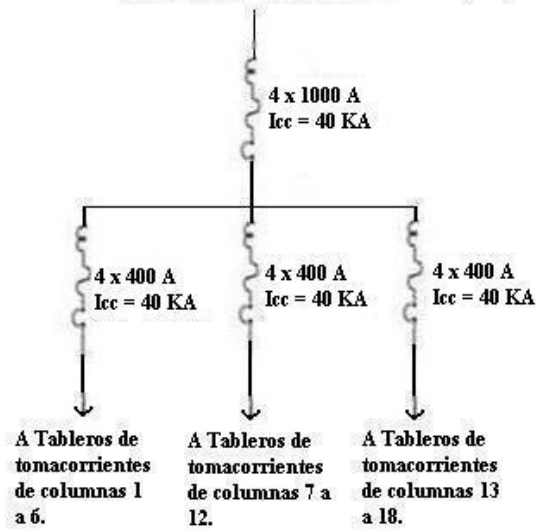 4 x 1000 A
Icc = 40 KA
4 x 400 A
Icc = 40 KA
4 x 400 A
Icc = 40 KA
4 x 400 A
Icc = 40 KA
A Tableros de
tomacorrientes
de columnas 1
a 6.
A Tableros de
tomacorrientes
de columnas 7 a
12.
A Tableros de
tomacorrientes
de columnas 13
a 18.